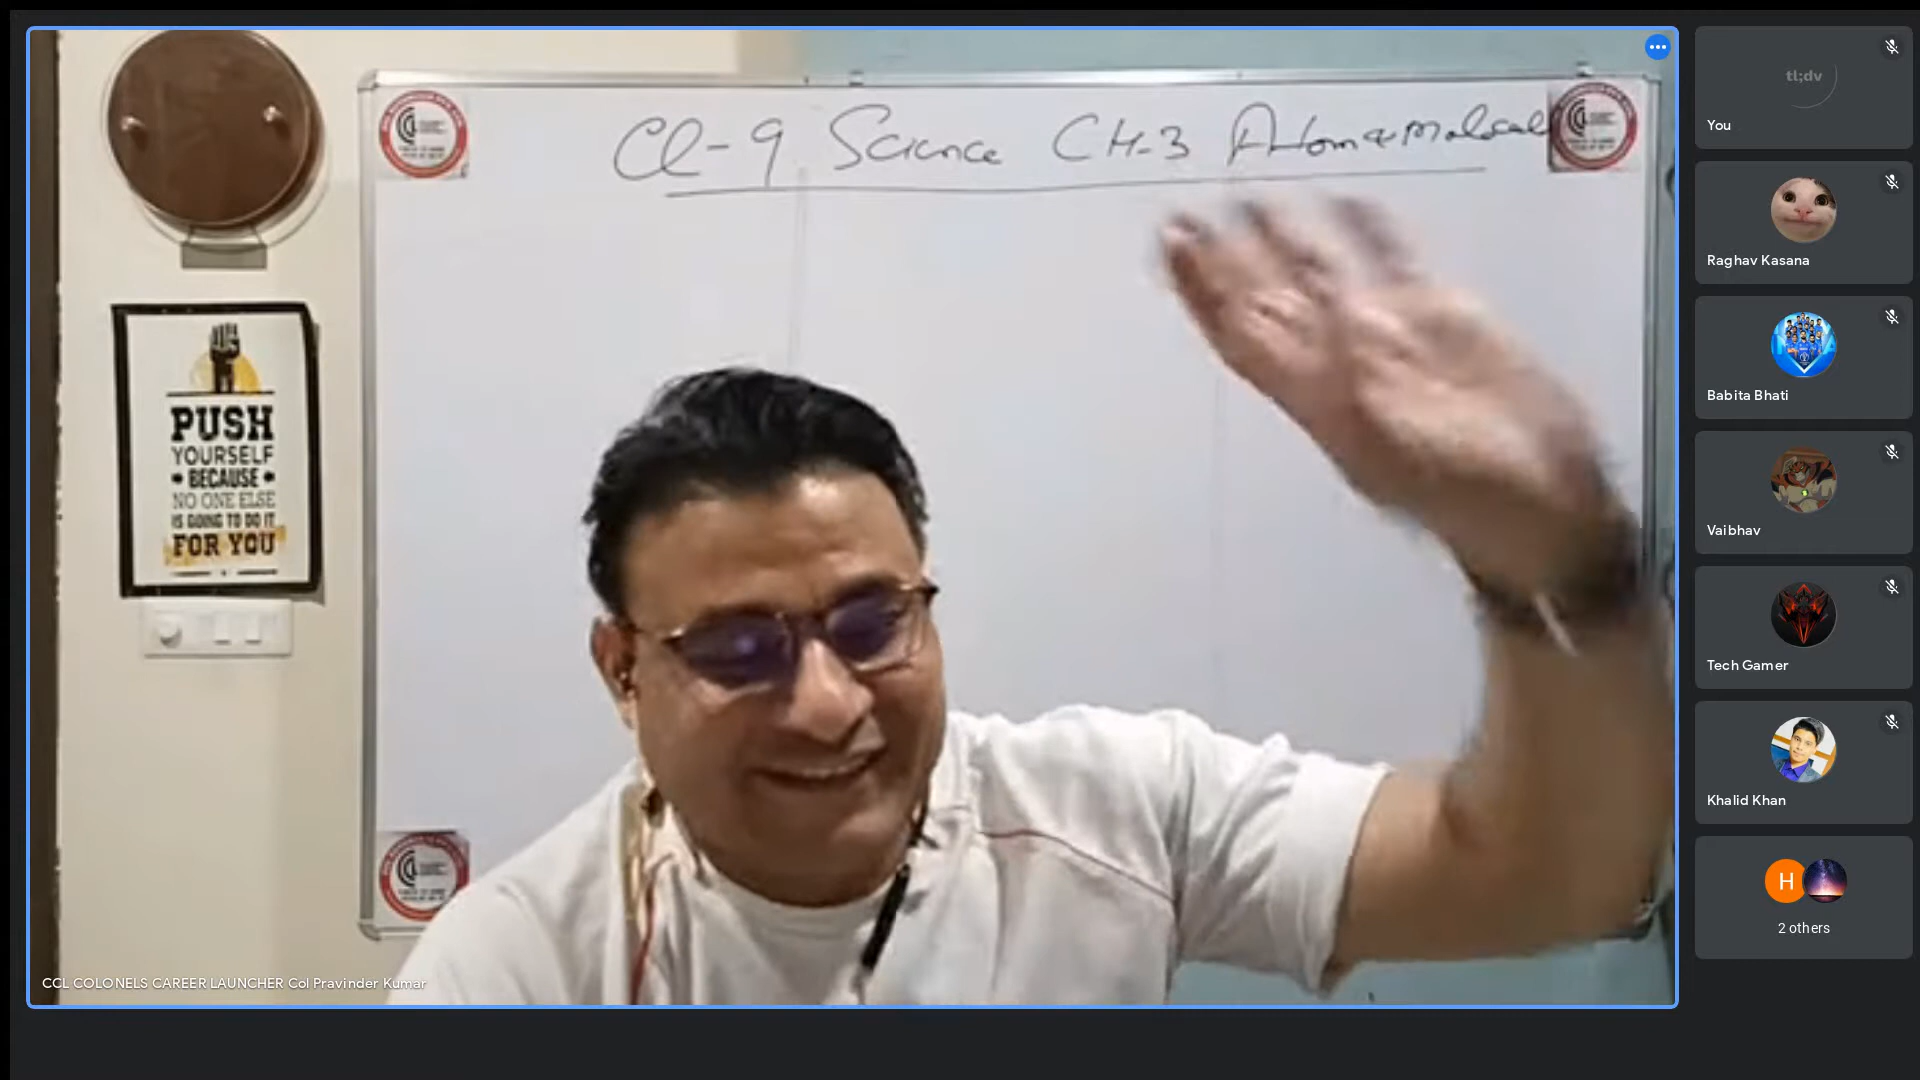 Cl-9 Science CH-3 Atom & Molecule
PUSH
YOURSELF
BECAUSE
NO ONE ELSE
IS GOING TO DO IT
FOR YOU
CCL COLONELS CAREER LAUNCHER Col Pravinder Kumar
tl;dv
You
Raghav Kasana
Babita Bhati
Vaibhav
Tech Gamer
Khalid Khan
H
2 others